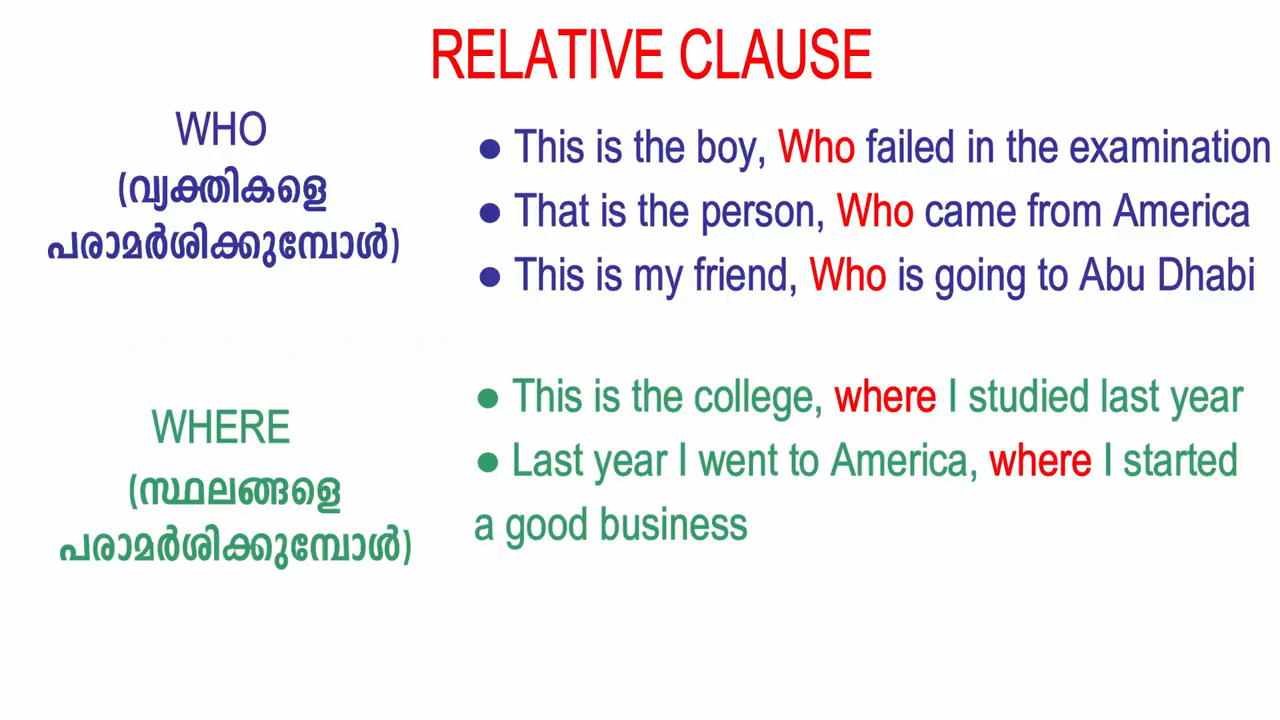 RELATIVE CLAUSE
WHO
(വ്യക്തികളെ
പരാമർശിക്കുമ്പോൾ)
● This is the boy, Who failed in the examination
● That is the person, Who came from America
● This is my friend, Who is going to Abu Dhabi
WHERE
(സ്ഥലങ്ങളെ
പരാമർശിക്കുമ്പോൾ)
● This is the college, where I studied last year
● Last year I went to America, where I started
a good business